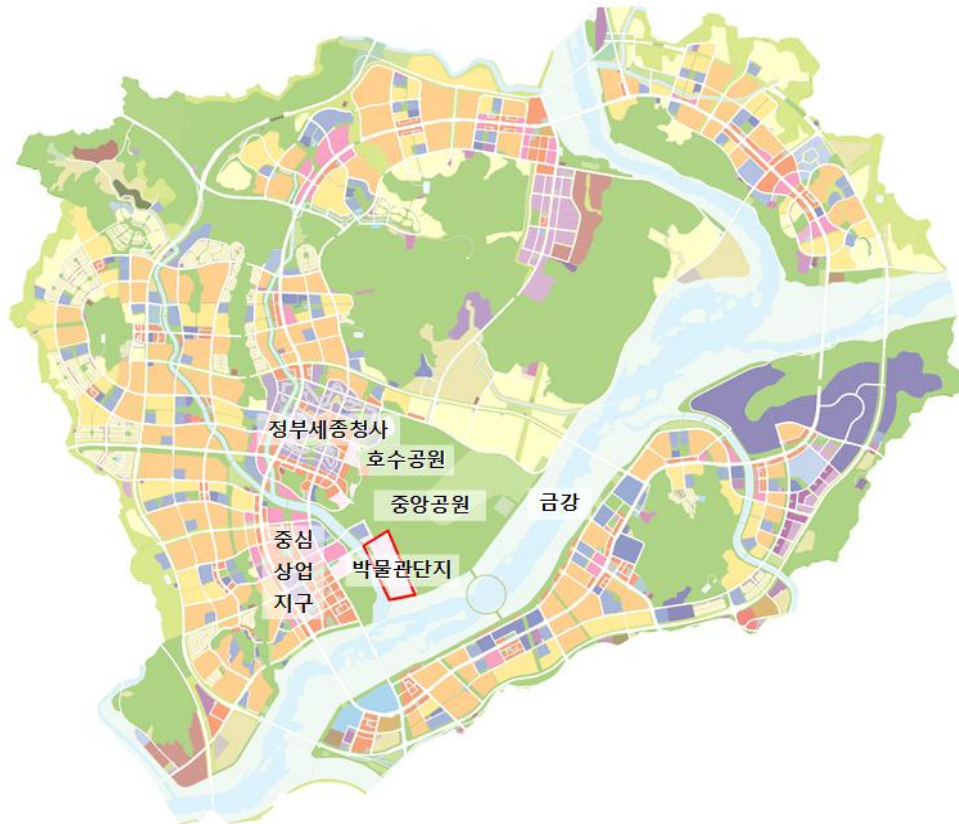 정부세종청사
호수공원
중앙공원
금강
중심
상업
지구
박물관단지